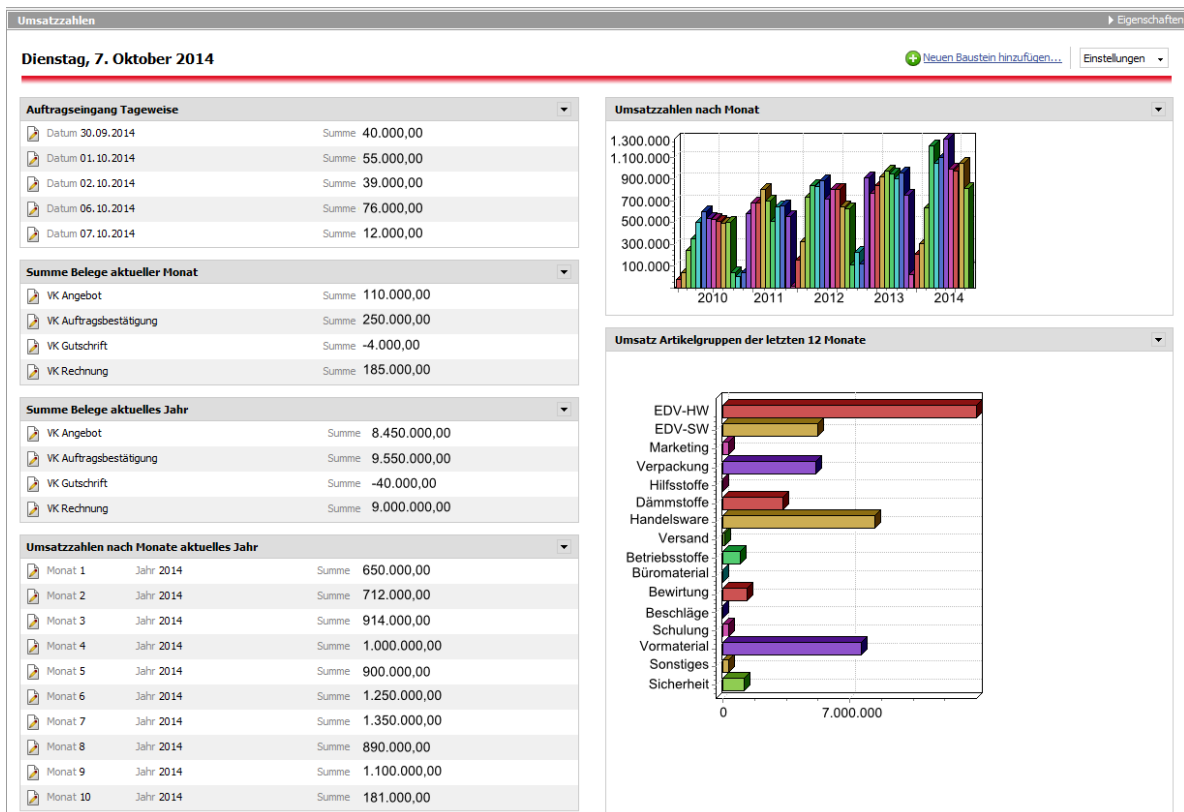 Umsatzzahlen
Eigenschaften
Dienstag, 7. Oktober 2014
Neuen Baustein hinzufügen...
Einstellungen
Auftragseingang Tageweise
Datum 30.09.2014 Summe 40.000,00
Datum 01.10.2014 Summe 55.000,00
Datum 02.10.2014 Summe 39.000,00
Datum 06.10.2014 Summe 76.000,00
Datum 07.10.2014 Summe 12.000,00
Summe Belege aktueller Monat
VK Angebot Summe 110.000,00
VK Auftragsbestätigung Summe 250.000,00
VK Gutschrift Summe -4.000,00
VK Rechnung Summe 185.000,00
Summe Belege aktuelles Jahr
VK Angebot Summe 8.450.000,00
VK Auftragsbestätigung Summe 9.550.000,00
VK Gutschrift Summe -40.000,00
VK Rechnung Summe 9.000.000,00
Umsatzzahlen nach Monate aktuelles Jahr
Monat 1 Jahr 2014 Summe 650.000,00
Monat 2 Jahr 2014 Summe 712.000,00
Monat 3 Jahr 2014 Summe 914.000,00
Monat 4 Jahr 2014 Summe 1.000.000,00
Monat 5 Jahr 2014 Summe 900.000,00
Monat 6 Jahr 2014 Summe 1.250.000,00
Monat 7 Jahr 2014 Summe 1.350.000,00
Monat 8 Jahr 2014 Summe 890.000,00
Monat 9 Jahr 2014 Summe 1.100.000,00
Monat 10 Jahr 2014 Summe 181.000,00
Umsatzzahlen nach Monat
1.300.000
1.100.000
900.000
700.000
500.000
300.000
100.000
2010 2011 2012 2013 2014
Umsatz Artikelgruppen der letzten 12 Monate
EDV-HW
EDV-SW
Marketing
Verpackung
Hilfsstoffe
Dämmstoffe
Handelsware
Versand
Betriebsstoffe
Büromaterial
Bewirtung
Beschläge
Schulung
Vormaterial
Sonstiges
Sicherheit
0 7.000.000